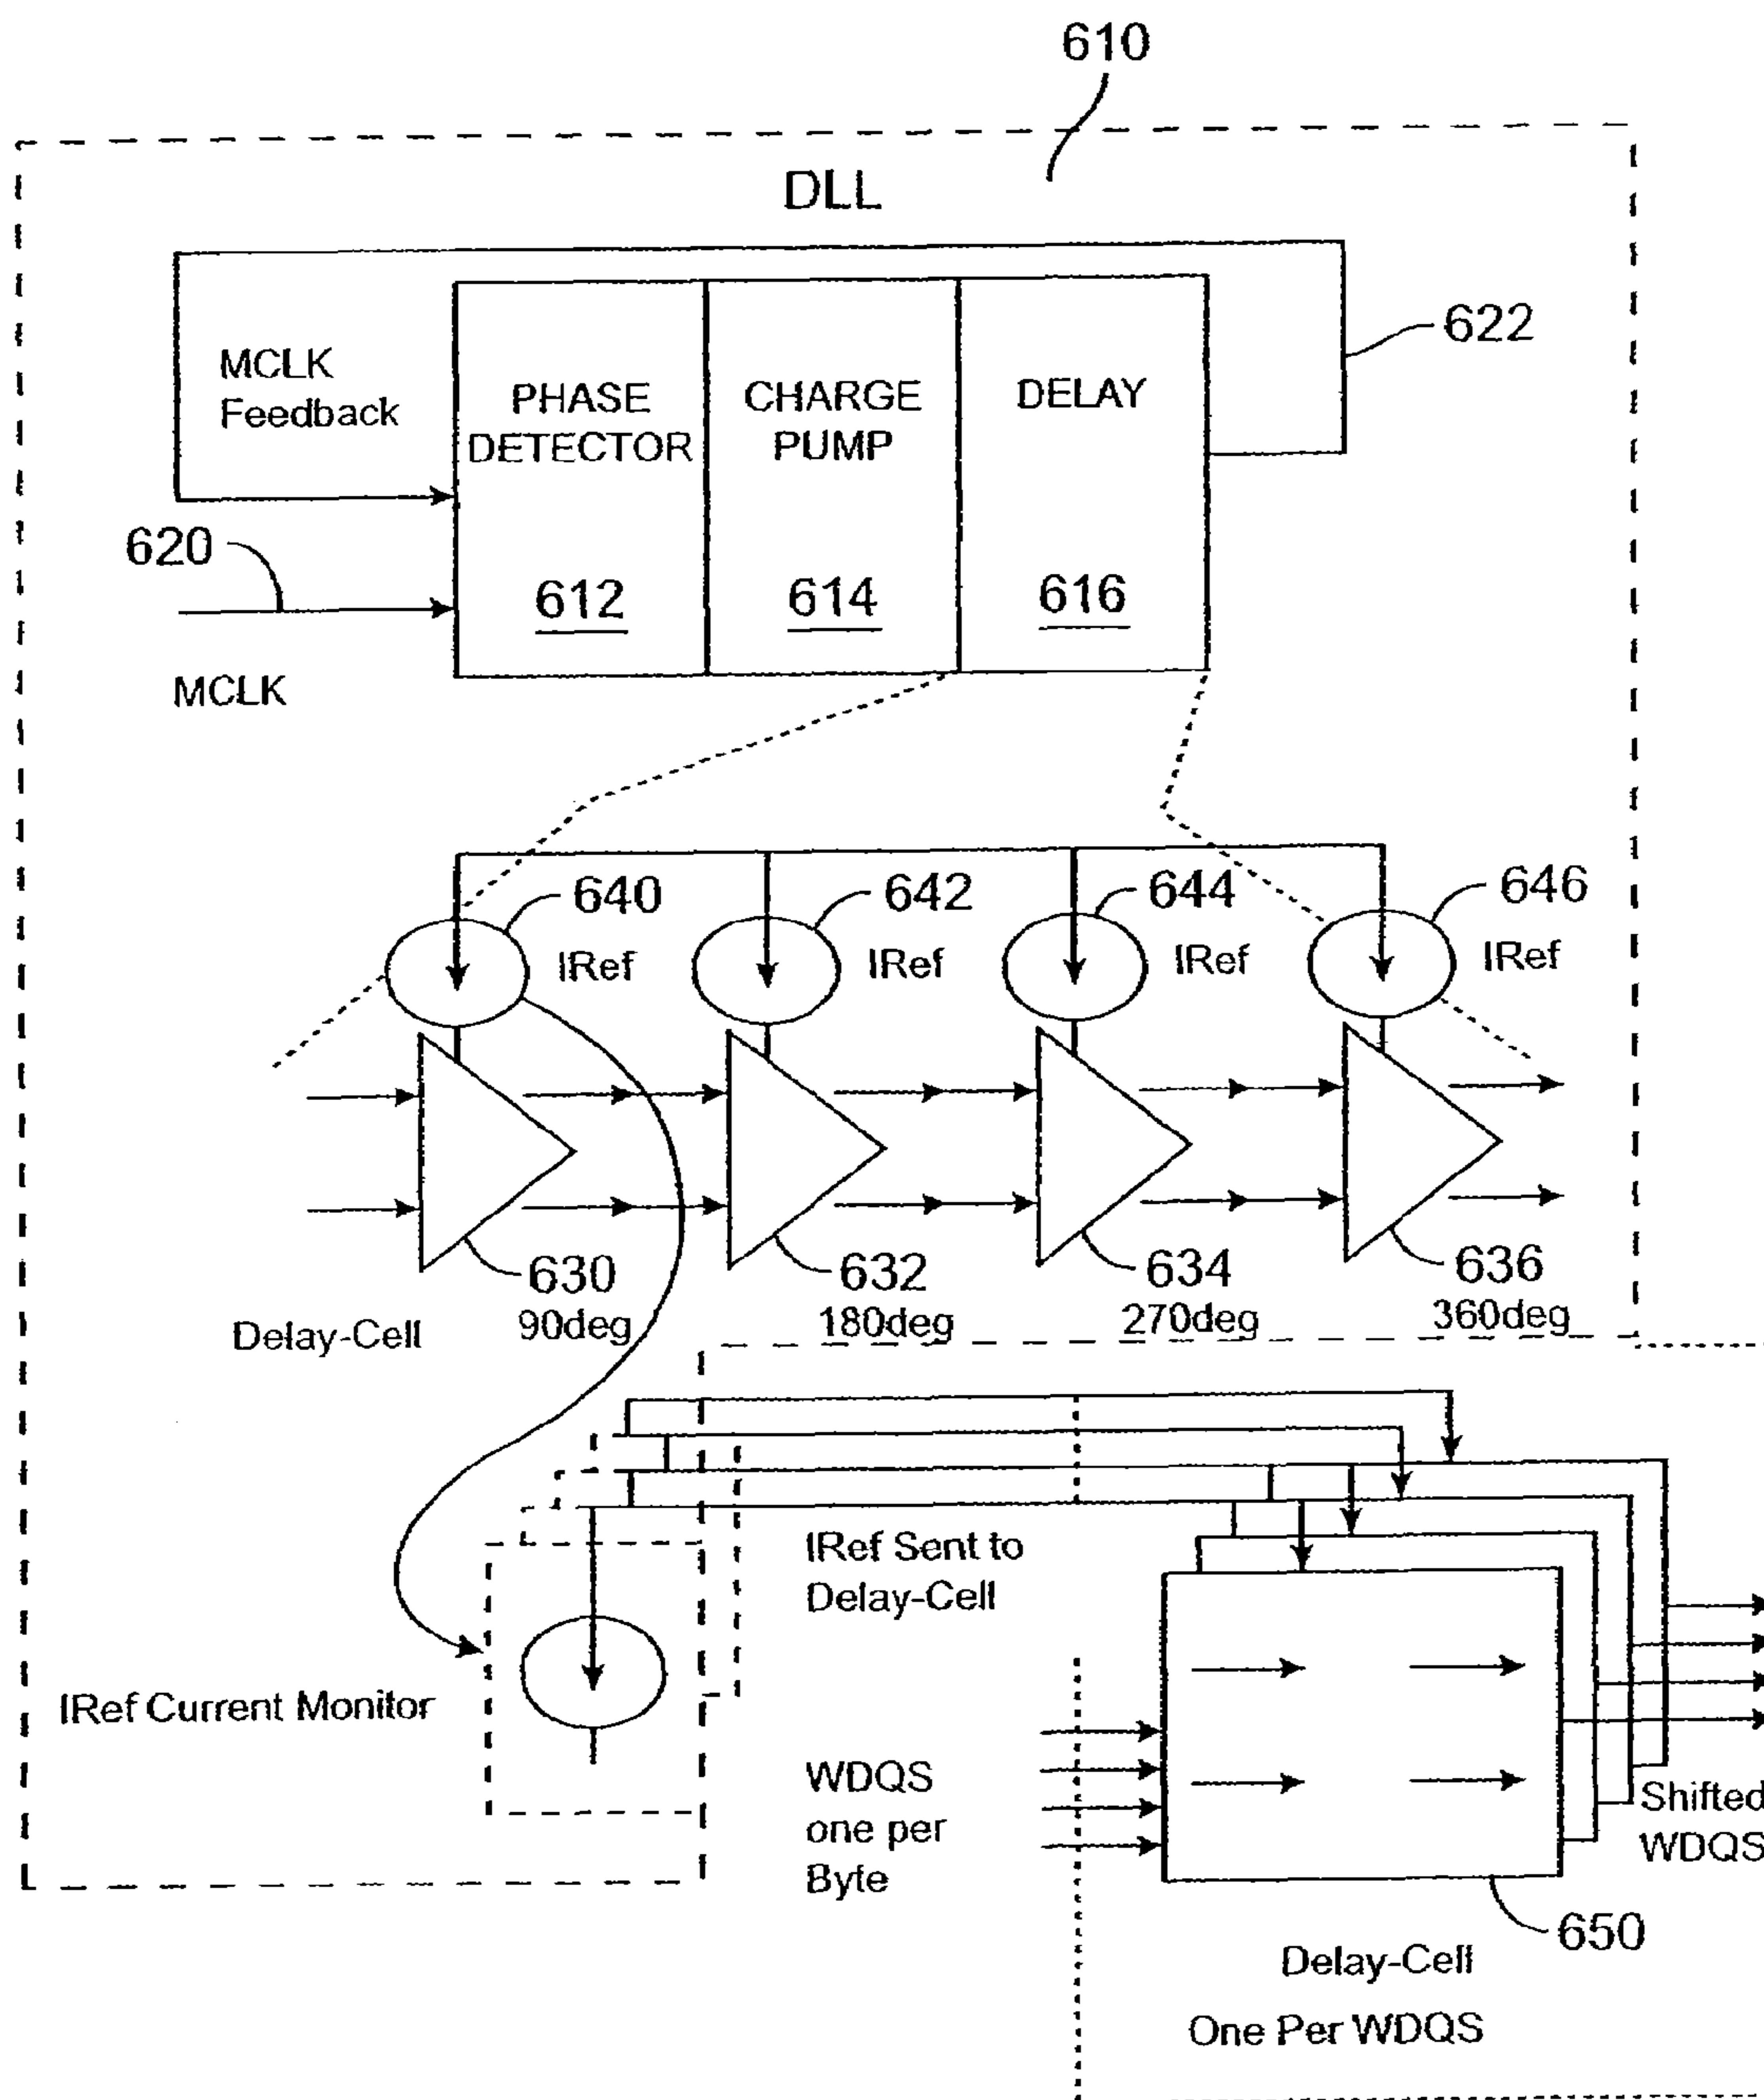 610
DLL
622
MCLK
Feedback
PHASE
DETECTOR
CHARGE
PUMP
DELAY
620
612
614
616
MCLK
640
642
644
646
IRef
IRef
IRef
IRef
630
632
634
636
Delay-Cell
90deg
180deg
270deg
360deg
IRef Sent to
Delay-Cell
IRef Current Monitor
WDQS
one per
Byte
Shifted
WDQS
650
Delay-Cell
One Per WDQS